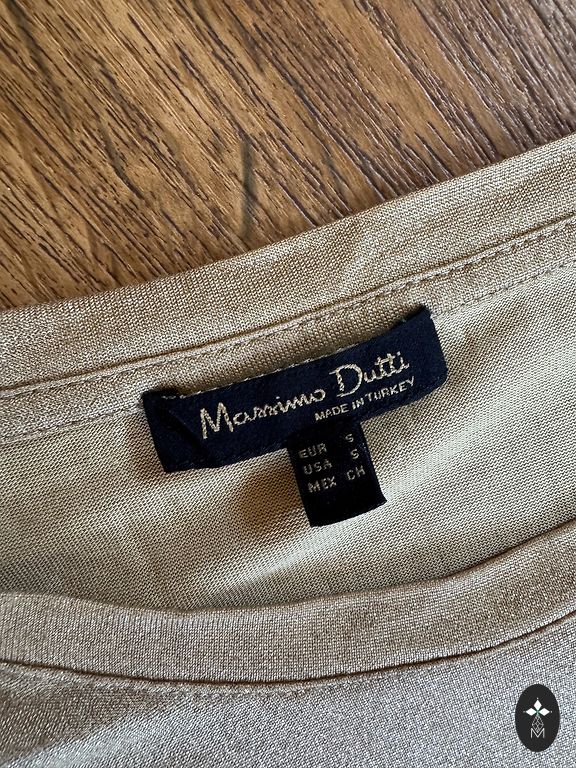 Massimo Dutti
MADE IN TURKEY
EUR S
USA S
MEX CH
M